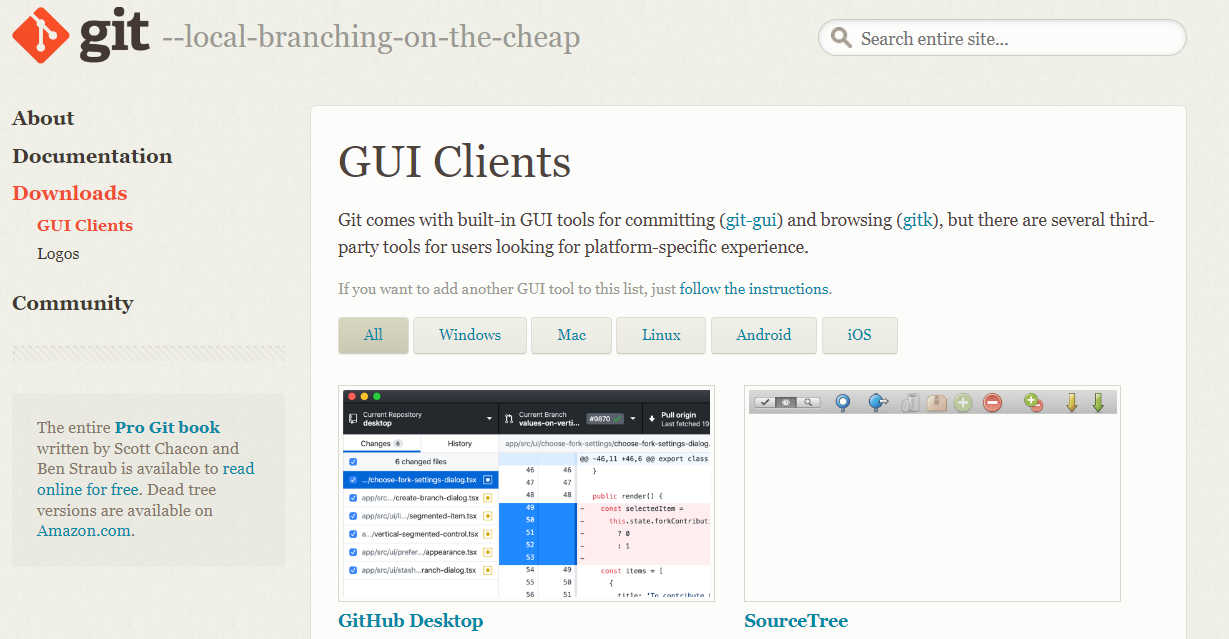 git --local-branching-on-the-cheap
Search entire site...
About
Documentation
Downloads
GUI Clients
Logos
Community
The entire Pro Git book
written by Scott Chacon and
Ben Straub is available to read
online for free. Dead tree
versions are available on
Amazon.com.
GUI Clients
Git comes with built-in GUI tools for committing (git-gui) and browsing (gitk), but there are several third-
party tools for users looking for platform-specific experience.
If you want to add another GUI tool to this list, just follow the instructions.
All Windows Mac Linux Android iOS
Current Repository
desktop
Current Branch
values-on-verti... #9870
Pull origin
Last fetched 19
Changes 6 History
app/src/ui/choose-fork-settings/choose-fork-settings-dialog.
6 changed files
.../choose-fork-settings-dialog.tsx
app/src.../create-branch-dialog.tsx
app/src/ui/li.../segmented-item.tsx
a.../vertical-segmented-control.tsx
app/src/ui/prefer.../appearance.tsx
app/src/ui/stash...ranch-dialog.tsx
@@ -46,11 +46,6 @@ export class
46 46 }
47 47
48 48 public render() {
49 - const selectedItem =
50 - this.state.forkContributi
51 - ? 0
52 - : 1
53 -
54 49 const items = [
55 50 {
56 51 title: 'To contribute
GitHub Desktop
SourceTree